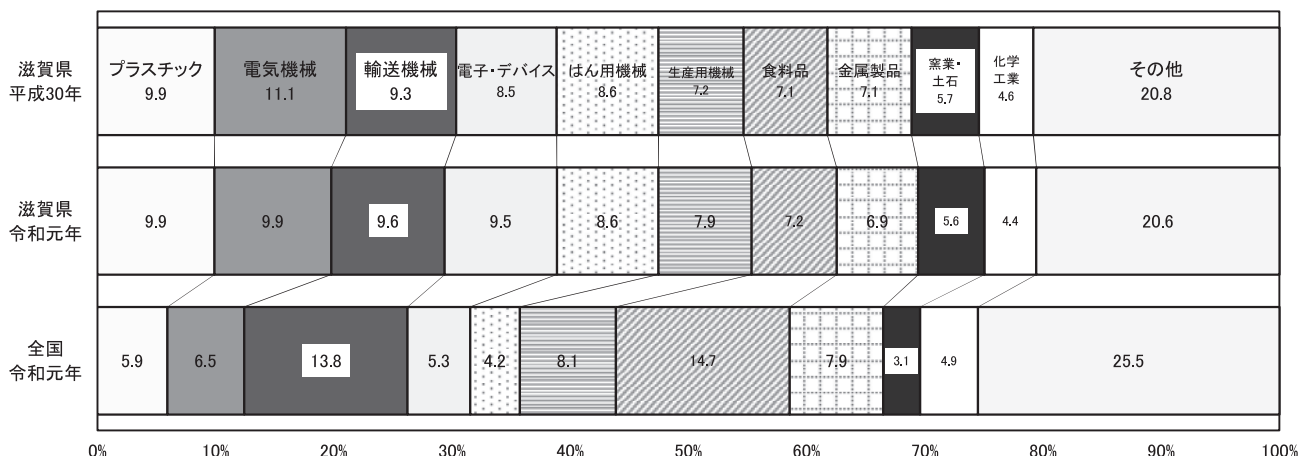 滋賀県
平成30年
プラスチック
9.9
電気機械
11.1
輸送機械
9.3
電子・デバイス
8.5
はん用機械
8.6
生産用機械
7.2
食料品
7.1
金属製品
7.1
窯業・
土石
5.7
化学
工業
4.6
その他
20.8
滋賀県
令和元年
9.9
9.9
9.6
9.5
8.6
7.9
7.2
6.9
5.6
4.4
20.6
全国
令和元年
5.9
6.5
13.8
5.3
4.2
8.1
14.7
7.9
3.1
4.9
25.5
0%
10%
20%
30%
40%
50%
60%
70%
80%
90%
100%